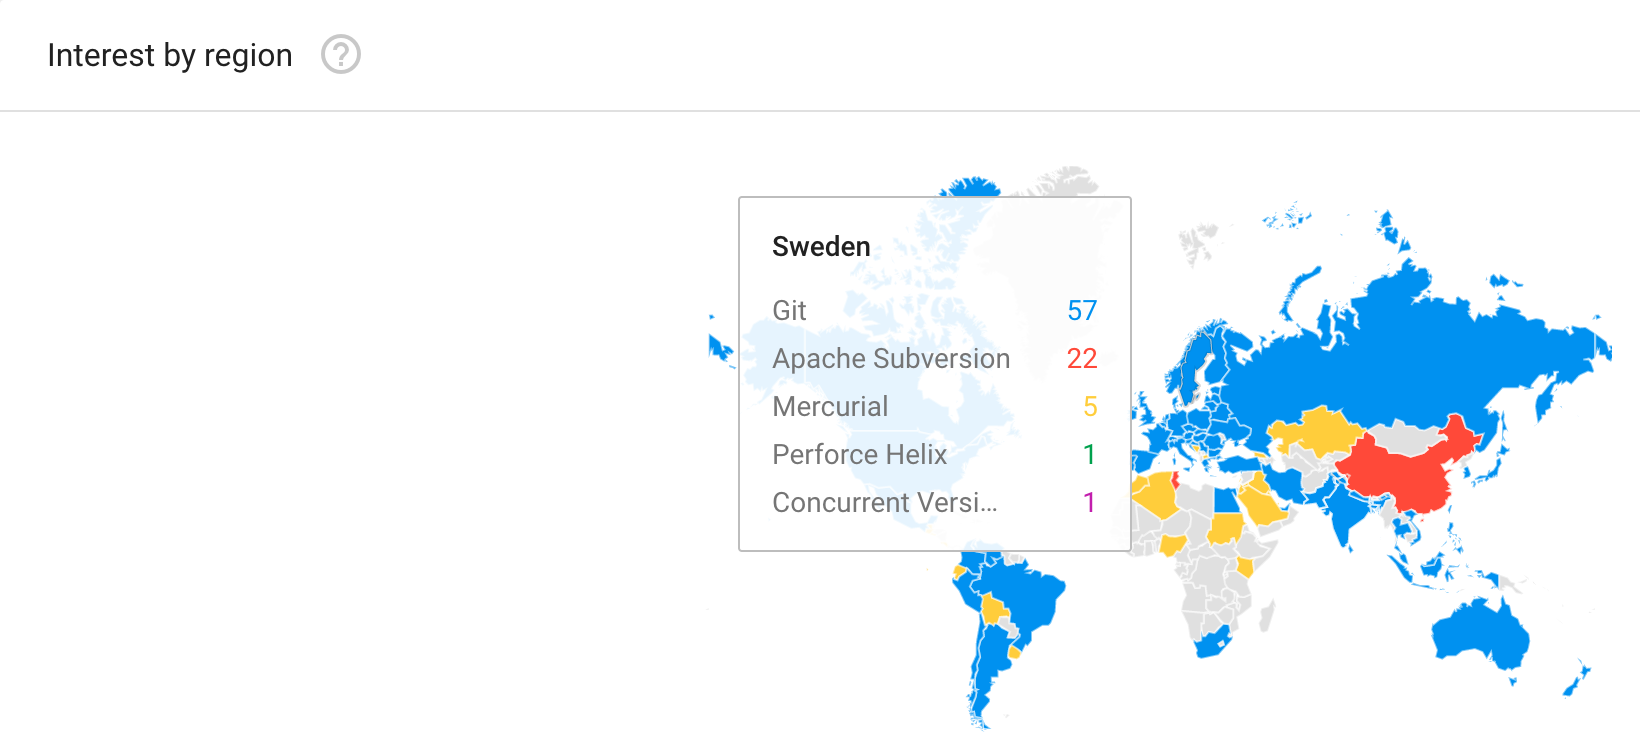 Interest by region ?
Sweden
Git 57
Apache Subversion 22
Mercurial 5
Perforce Helix 1
Concurrent Versi... 1